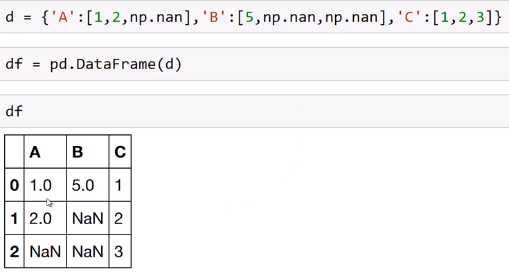 d = {'A':[1,2,np.nan],'B':[5,np.nan,np.nan],'C':[1,2,3]}
df = pd.DataFrame(d)
df
A B C
0 1.0 5.0 1
1 2.0 NaN 2
2 NaN NaN 3